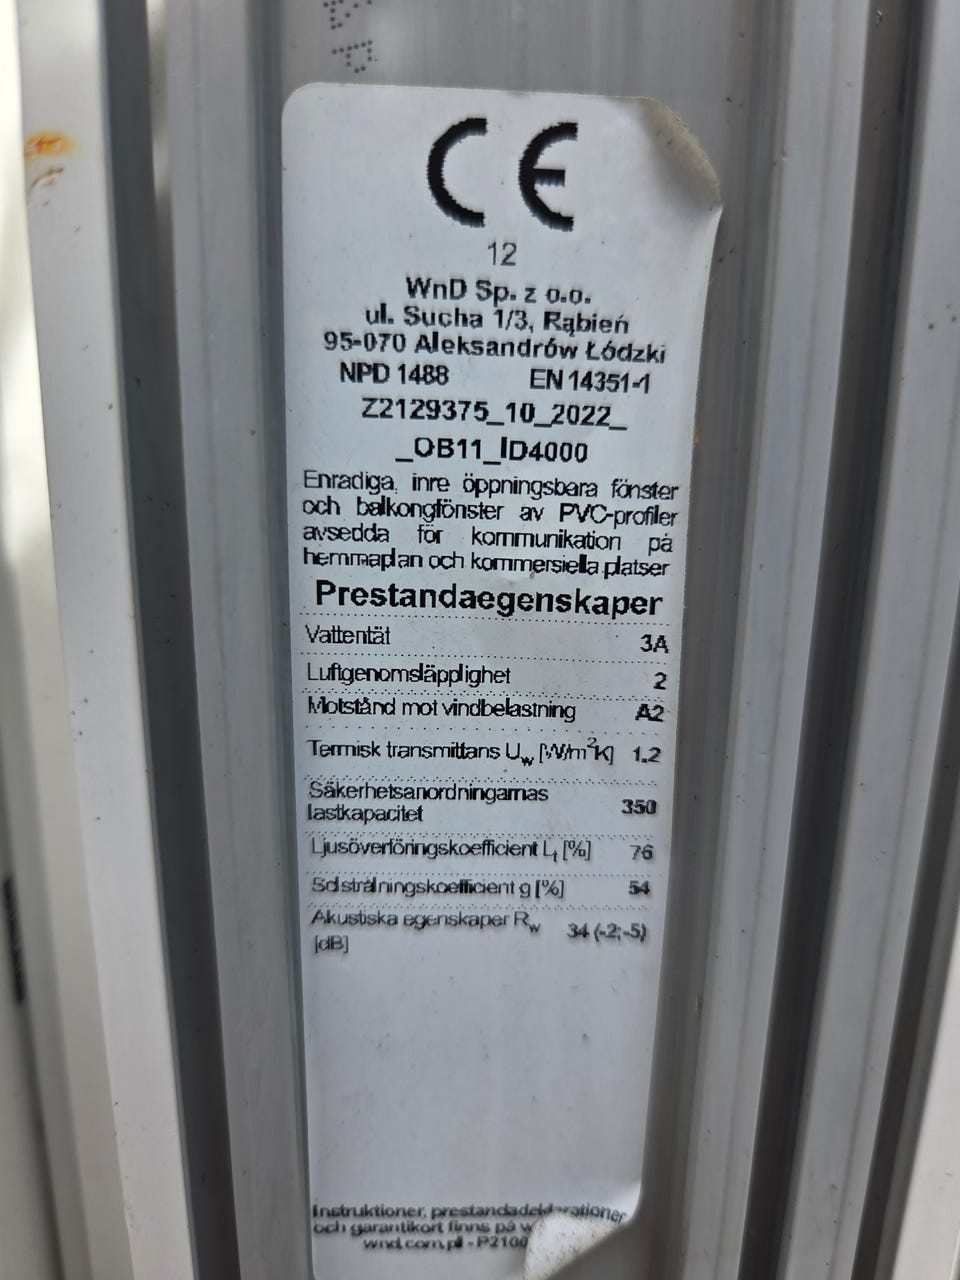 CE
12
WnD Sp. z o.o.
ul. Sucha 1/3, Rąbień
95-070 Aleksandrów Łódzki
NPD 1488 EN 14351-1
Z2129375_10_2022_
_OB11_ID4000
Enradiga, inre öppningsbara fönster
och balkongfönster av PVC-profiler
avsedda för kommunikation på
hemmaplan och kommersiella platser
Prestandaegenskaper
Vattentät 3A
Luftgenomsläpplighet 2
Motstånd mot vindbelastning A2
Termisk transmittans Uw [W/m²K] 1.2
Säkerhetsanordningarnas
lastkapacitet 350
Ljusöverföringskoefficient Lt [%] 76
Solstrålningskoefficient g [%] 54
Akustiska egenskaper Rw 34 (-2;-5)
[dB]
Instruktioner, prestandadeklarationer
och garantikort finns på
wnd.com.pl - P2100